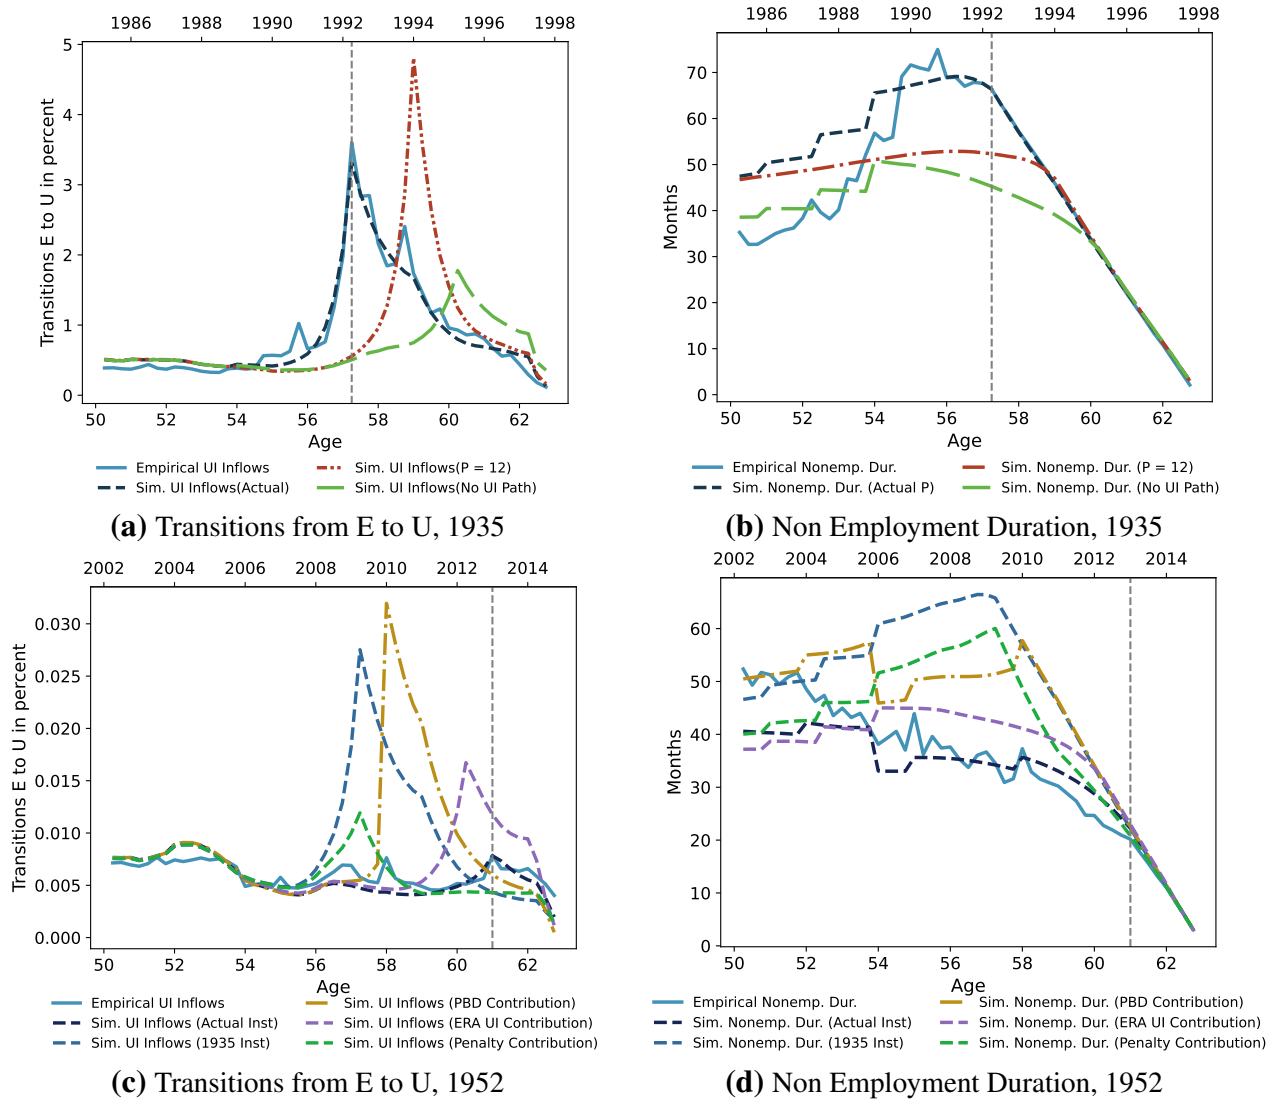 1986 1988 1990 1992 1994 1996 1998
5
4
3
2
1
0
Transitions E to U in percent
50 52 54 56 58 60 62
Age
Empirical UI Inflows
Sim. UI Inflows(Actual)
Sim. UI Inflows(P = 12)
Sim. UI Inflows(No UI Path)
(a) Transitions from E to U, 1935
1986 1988 1990 1992 1994 1996 1998
70
60
50
40
30
20
10
0
Months
50 52 54 56 58 60 62
Age
Empirical Nonemp. Dur.
Sim. Nonemp. Dur. (Actual P)
Sim. Nonemp. Dur. (P = 12)
Sim. Nonemp. Dur. (No UI Path)
(b) Non Employment Duration, 1935
2002 2004 2006 2008 2010 2012 2014
0.030
0.025
0.020
0.015
0.010
0.005
0.000
Transitions E to U in percent
50 52 54 56 58 60 62
Age
Empirical UI Inflows
Sim. UI Inflows (Actual Inst)
Sim. UI Inflows (1935 Inst)
Sim. UI Inflows (PBD Contribution)
Sim. UI Inflows (ERA UI Contribution)
Sim. UI Inflows (Penalty Contribution)
(c) Transitions from E to U, 1952
2002 2004 2006 2008 2010 2012 2014
60
50
40
30
20
10
0
Months
50 52 54 56 58 60 62
Age
Empirical Nonemp. Dur.
Sim. Nonemp. Dur. (Actual Inst)
Sim. Nonemp. Dur. (1935 Inst)
Sim. Nonemp. Dur. (PBD Contribution)
Sim. Nonemp. Dur. (ERA UI Contribution)
Sim. Nonemp. Dur. (Penalty Contribution)
(d) Non Employment Duration, 1952